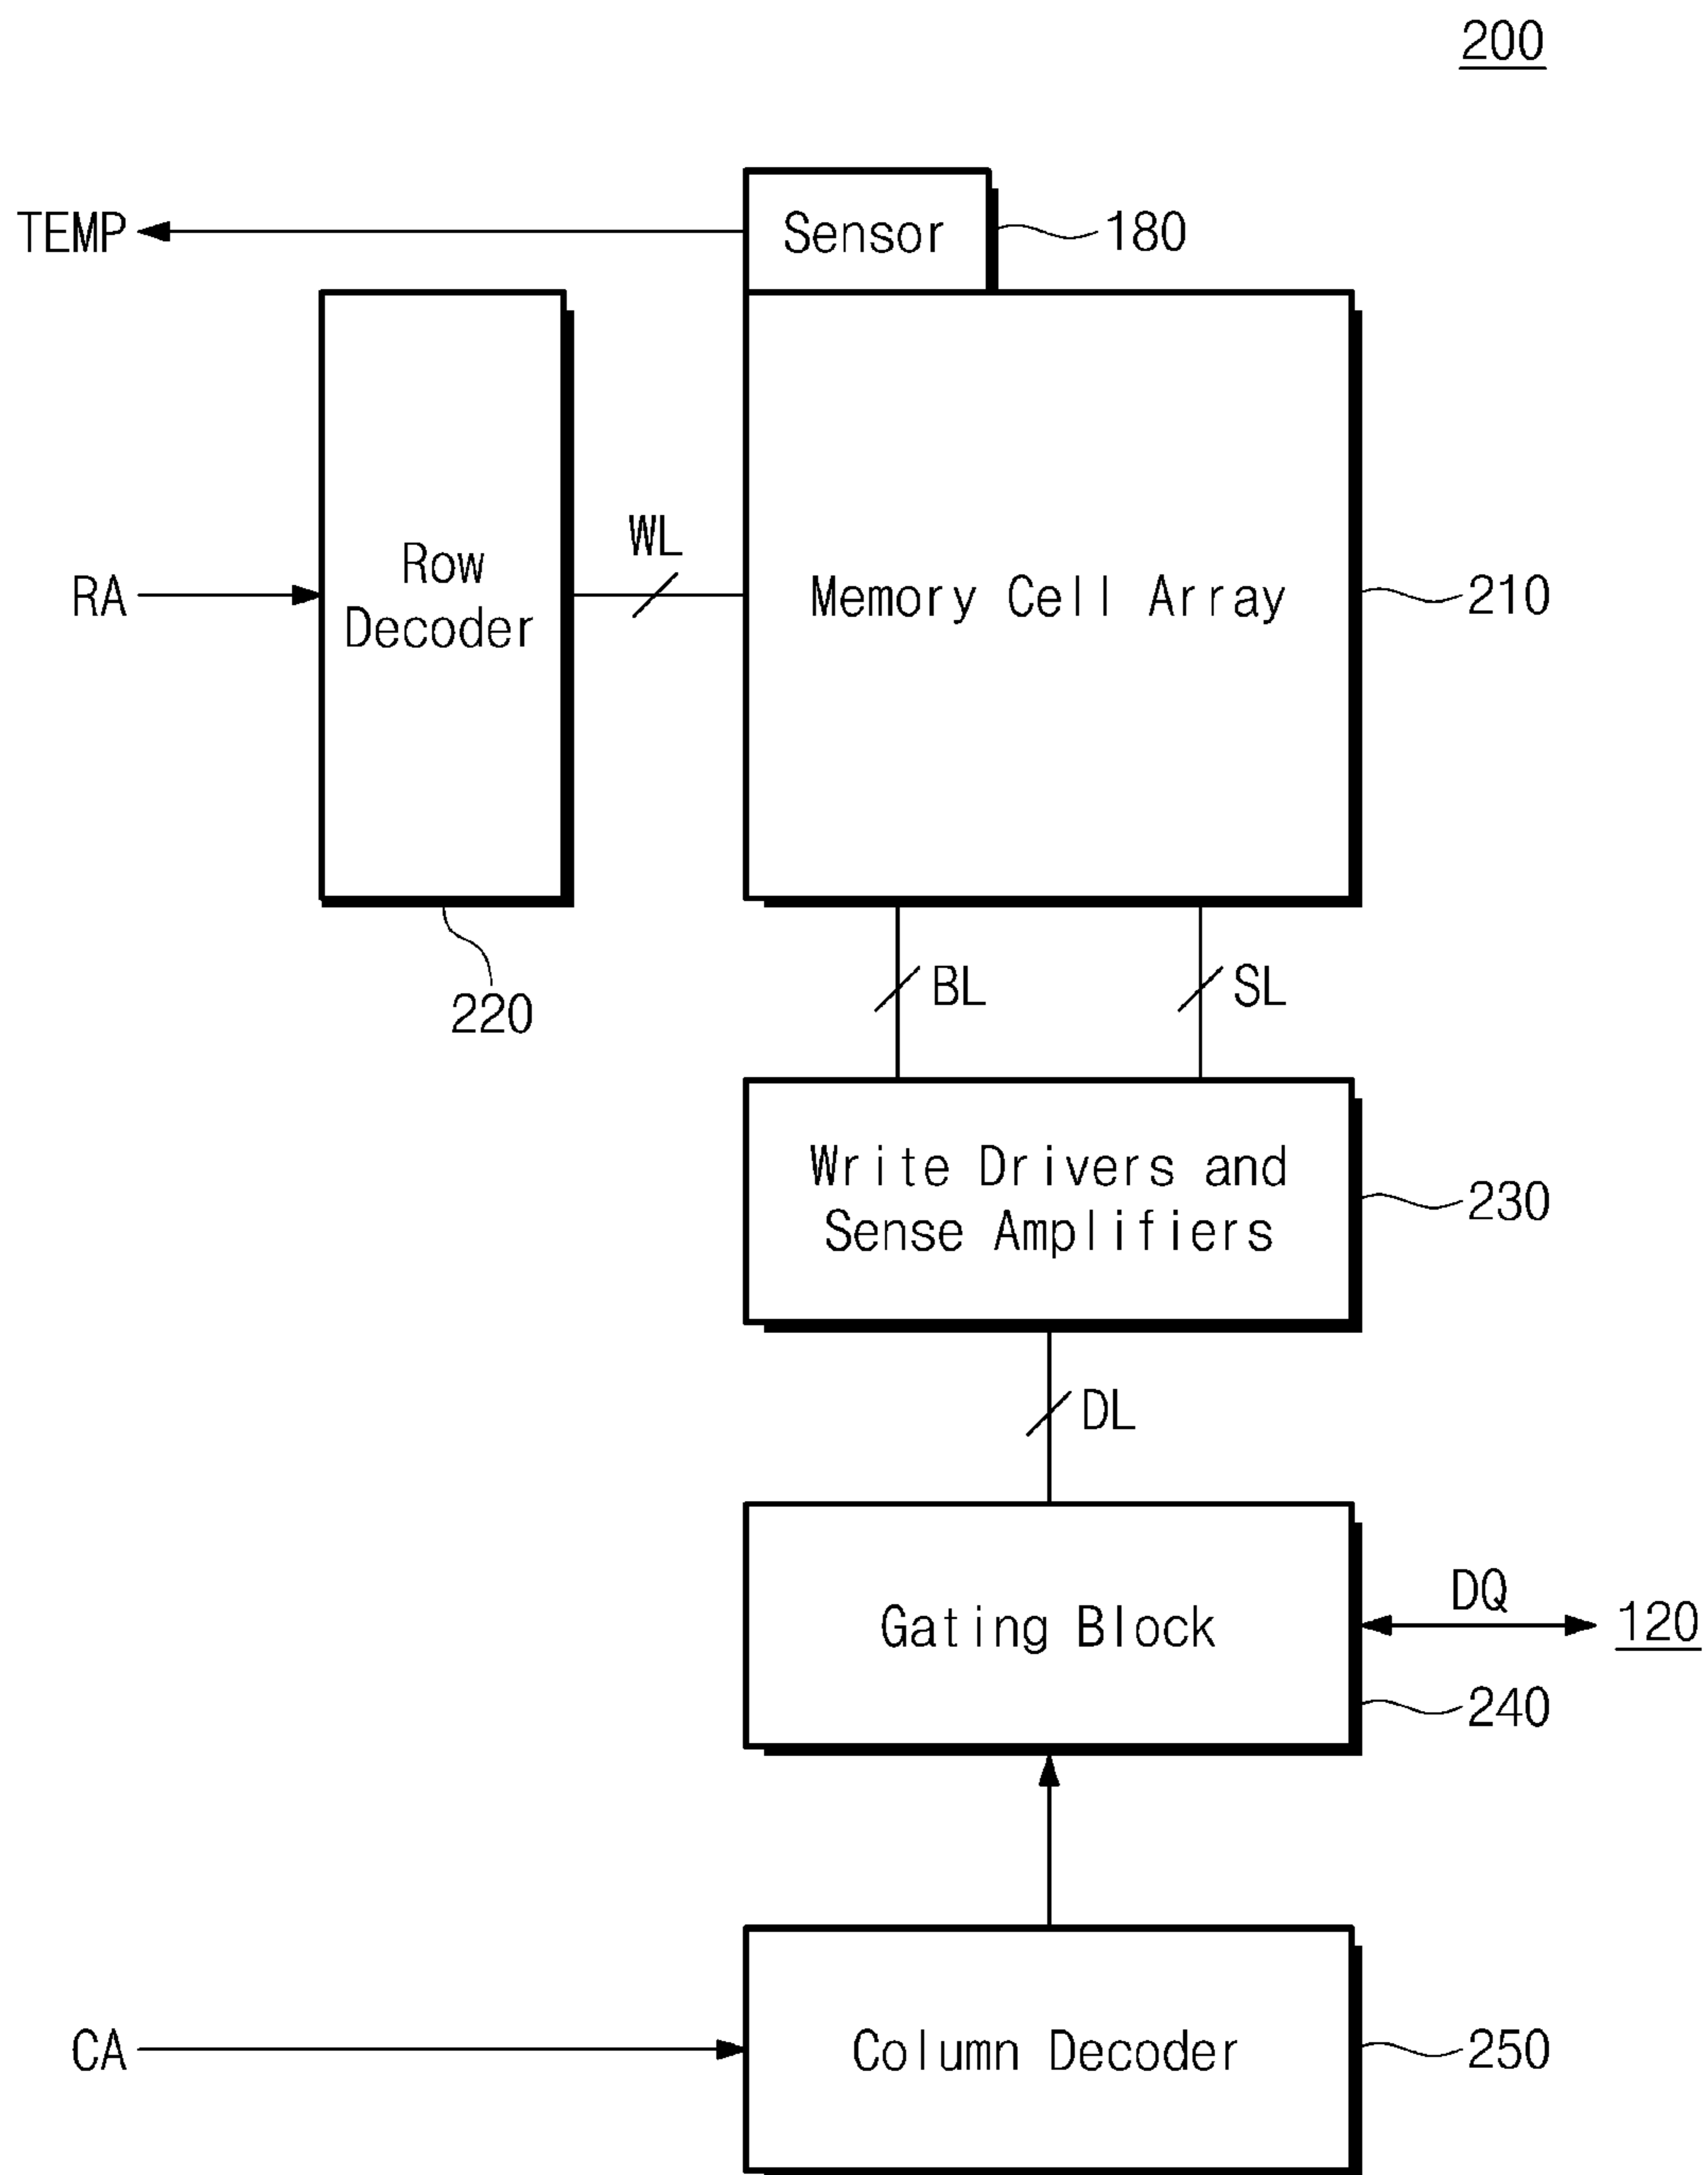 200
TEMP
Sensor
180
RA
Row
Decoder
WL
Memory Cell Array
210
220
BL
SL
Write Drivers and
Sense Amplifiers
230
DL
Gating Block
DQ
120
240
CA
Column Decoder
250